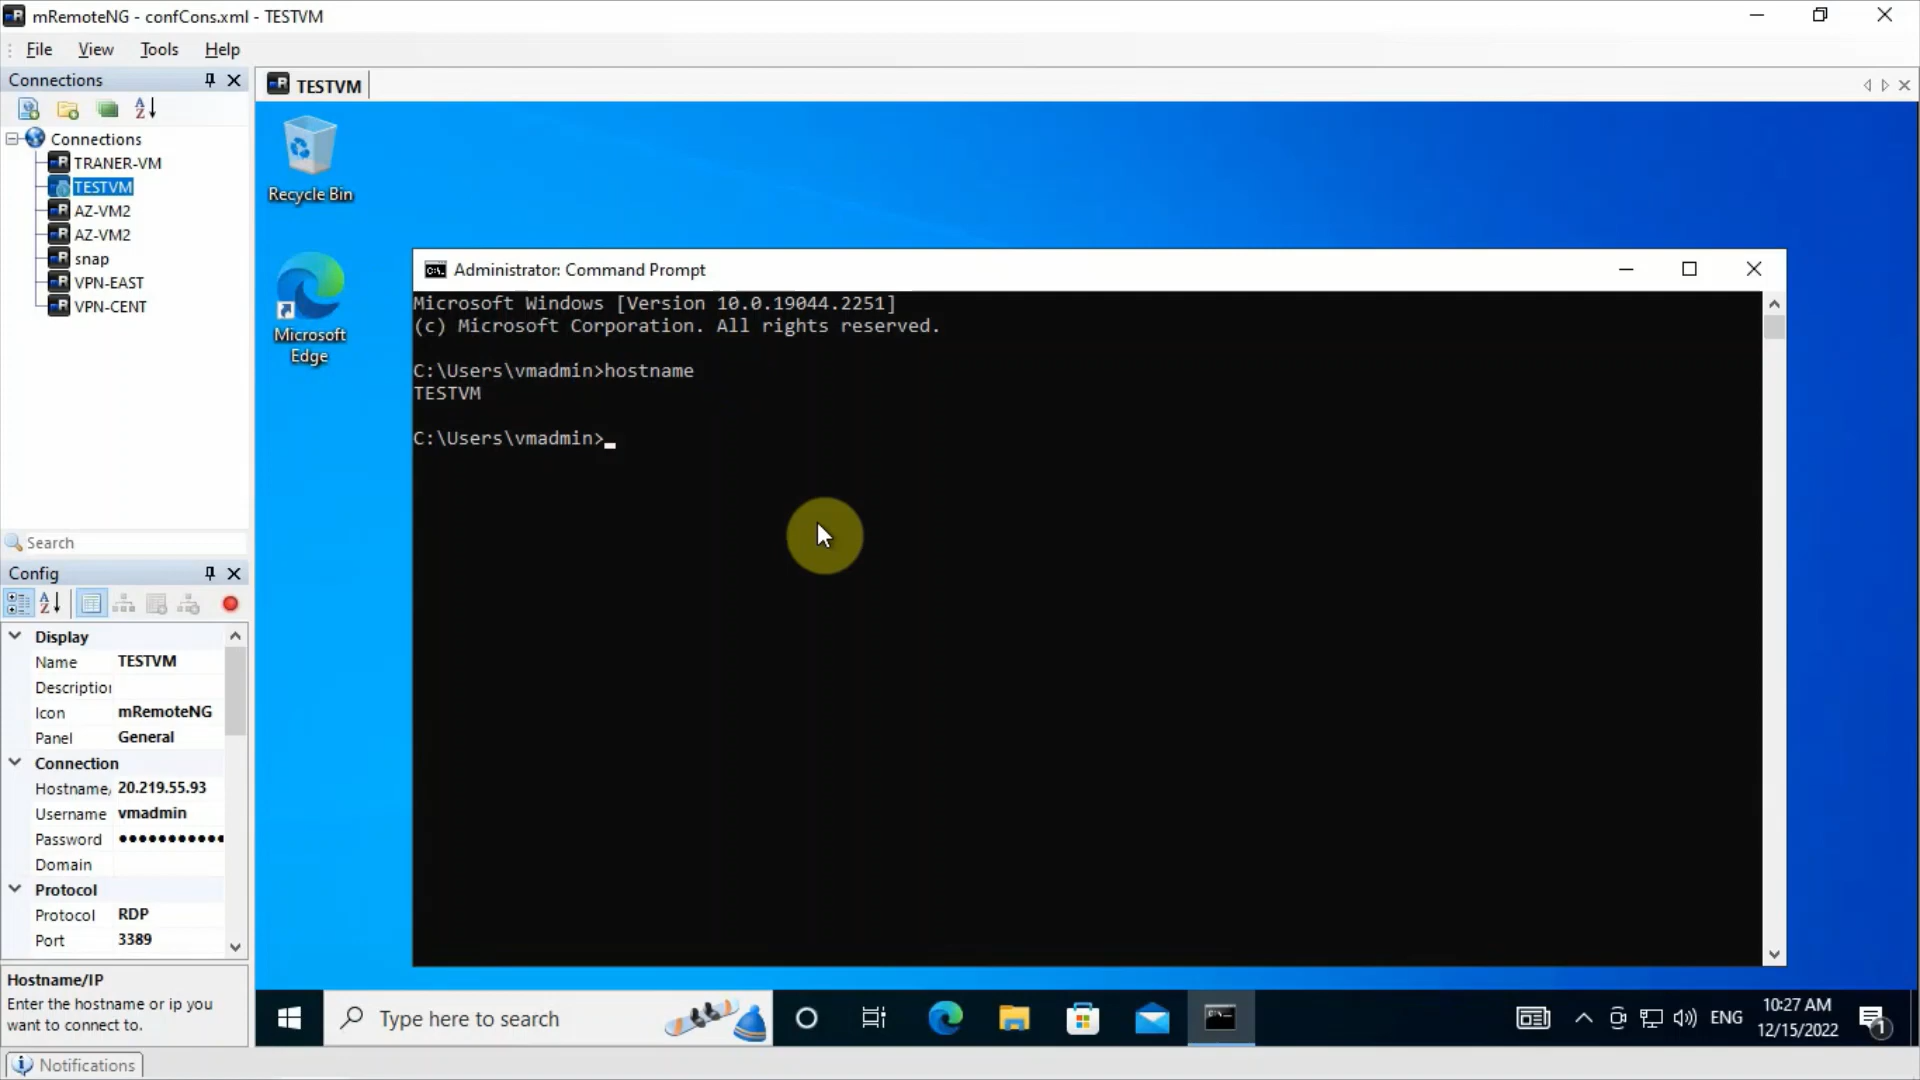 mRemoteNG - confCons.xml - TESTVM
File View Tools Help
Connections
TESTVM
Connections
TRANER-VM
TESTVM
AZ-VM2
AZ-VM2
snap
VPN-EAST
VPN-CENT
Search
Config
Display
Name TESTVM
Description
Icon mRemoteNG
Panel General
Connection
Hostname/ 20.219.55.93
Username vmadmin
Password ●●●●●●●●●●●
Domain
Protocol
Protocol RDP
Port 3389
Hostname/IP
Enter the hostname or ip you
want to connect to.
Notifications
Recycle Bin
Microsoft
Edge
Administrator: Command Prompt
Microsoft Windows [Version 10.0.19044.2251]
(c) Microsoft Corporation. All rights reserved.
C:\Users\vmadmin>hostname
TESTVM
C:\Users\vmadmin>_
Type here to search
ENG
10:27 AM
12/15/2022
1